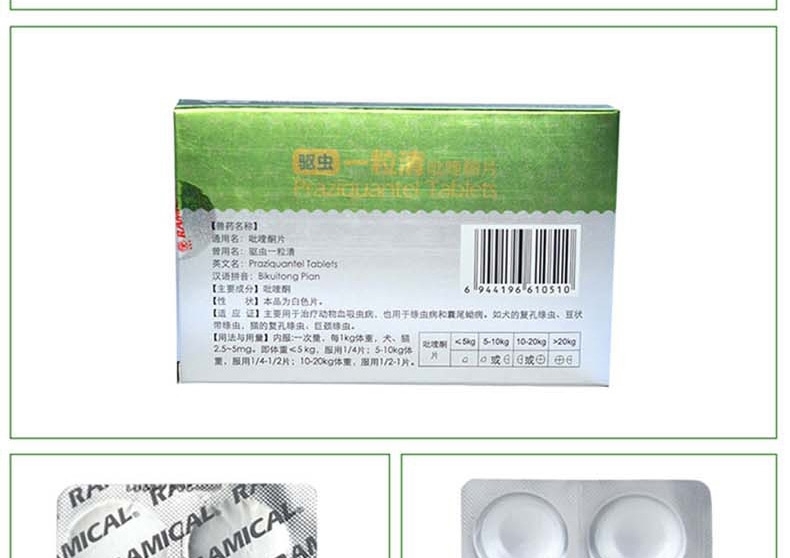 驱虫一粒清 吡喹酮片
Praziquantel Tablets
【兽药名称】
通用名：吡喹酮片
曾用名：驱虫一粒清
英文名：Praziquantel Tablets
汉语拼音：Bikuitong Pian
【主要成分】吡喹酮
【性 状】本品为白色片。
【适 应 证】主要用于治疗动物血吸虫病，也用于绦虫病和囊尾蚴病。如犬的复孔绦虫、豆状
带绦虫，猫的复孔绦虫、巨颈绦虫。
【用法与用量】内服:一次量，每1kg体重，犬、猫
2.5~5mg。即体重≤5kg，服用1/4片；5-10kg体
重，服用1/4-1/2片；10-20kg体重，服用1/2-1片。
吡喹酮片 ≤5kg 5-10kg 10-20kg >20kg
或 或
6 944196 610510
RAMICAL®
RAMICAL®
RAMICAL®